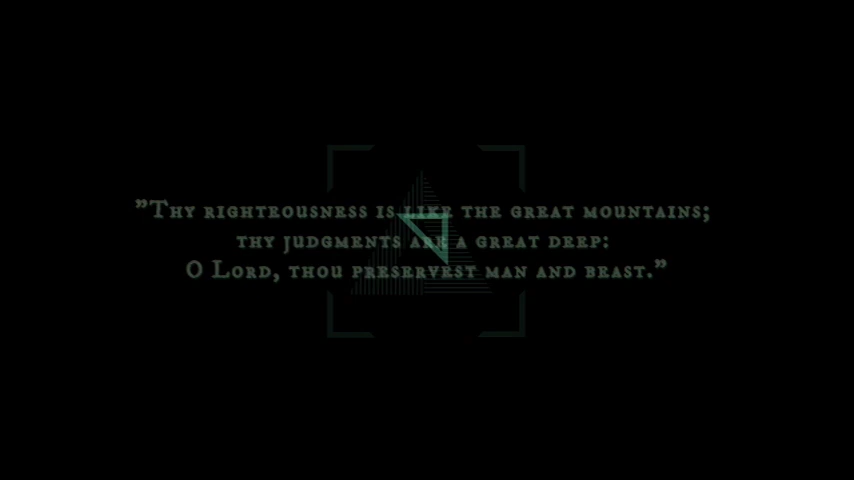 "Thy righteousness is like the great mountains;
thy judgments are a great deep:
O Lord, thou preservest man and beast."